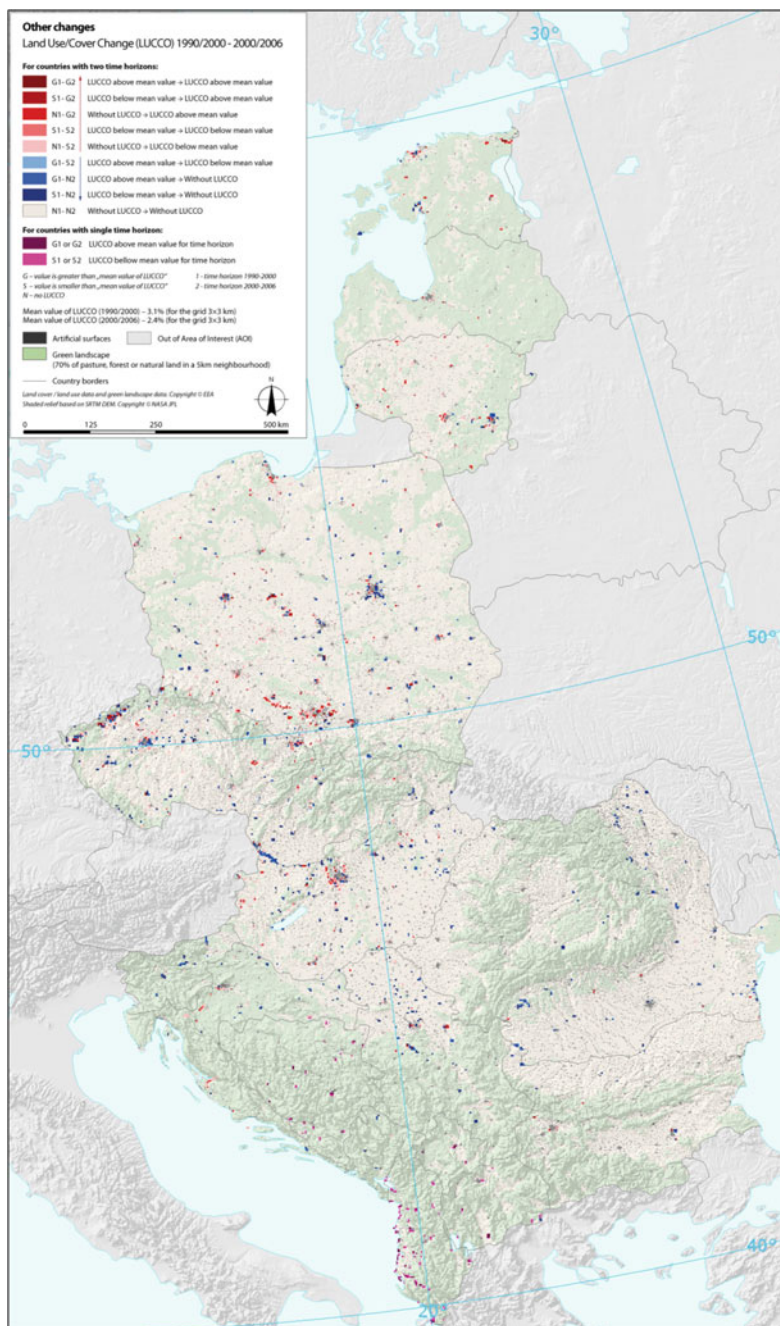 Other changes
Land Use/Cover Change (LUCCO) 1990/2000 - 2000/2006
For countries with two time horizons:
G1- G2 LUCCO above mean value → LUCCO above mean value
S1 - G2 LUCCO below mean value → LUCCO above mean value
N1- G2 Without LUCCO → LUCCO above mean value
S1 - S2 LUCCO below mean value → LUCCO below mean value
N1- S2 Without LUCCO → LUCCO below mean value
G1- S2 LUCCO above mean value → LUCCO below mean value
G1- N2 LUCCO above mean value → Without LUCCO
S1 - N2 LUCCO below mean value → Without LUCCO
N1- N2 Without LUCCO → Without LUCCO
For countries with single time horizon:
G1 or G2 LUCCO above mean value for time horizon
S1 or S2 LUCCO bellow mean value for time horizon
G – value is greater than „mean value of LUCCO“ 1 - time horizon 1990-2000
S – value is smaller than „mean value of LUCCO“ 2 - time horizon 2000-2006
N – no LUCCO
Mean value of LUCCO (1990/2000) – 3.1% (for the grid 3×3 km)
Mean value of LUCCO (2000/2006) – 2.4% (for the grid 3×3 km)
Artificial surfaces Out of Area of Interest (AOI)
Green landscape
(70% of pasture, forest or natural land in a 5km neighbourhood)
Country borders
N
Land cover / land use data and green landscape data: Copyright © EEA
Shaded relief based on SRTM DEM. Copyright © NASA JPL
0 125 250 500 km
30°
50°
50°
40°
20°